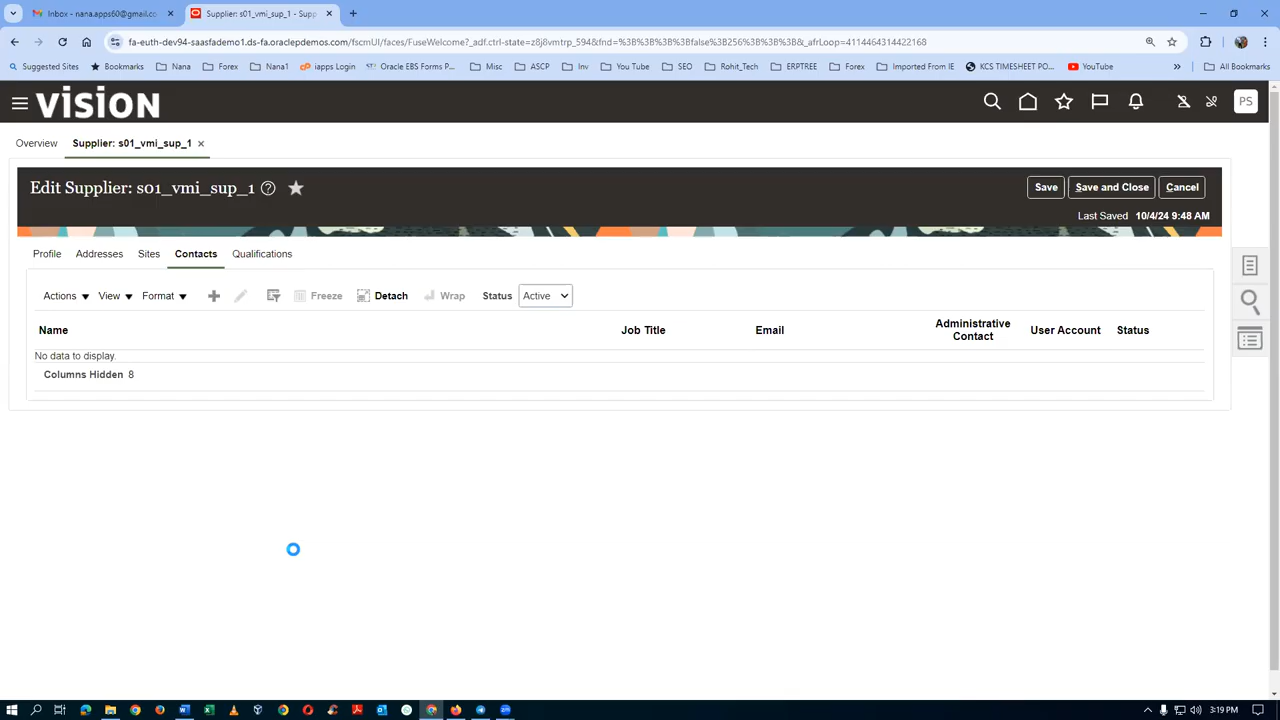 Inbox - nana.apps60@gmail.co
Supplier: s01_vmi_sup_1 - Supp
fa-euth-dev94-saasfademo1.ds-fa.oraclepdemos.com/fscmUI/faces/FuseWelcome?_adf.ctrl-state=z8j6vmtrp_594&fnd=%3B%3B%3B%3Bfalse%3B256%3B%3B%3B&_afrLoop=4114464314422168
Suggested Sites
Bookmarks
Nana
Forex
Nana1
iapps Login
Oracle EBS Forms P...
Misc
ASCP
Inv
You Tube
SEO
Rohit_Tech
ERPTREE
Forex
Imported From IE
KCS TIMESHEET PO...
YouTube
»
All Bookmarks
VISION
PS
Overview
Supplier: s01_vmi_sup_1
Edit Supplier: s01_vmi_sup_1
Save
Save and Close
Cancel
Last Saved 10/4/24 9:48 AM
Profile
Addresses
Sites
Contacts
Qualifications
Actions
View
Format
Freeze
Detach
Wrap
Status
Active
Name
Job Title
Email
Administrative
Contact
User Account
Status
No data to display.
Columns Hidden 8
3:19 PM